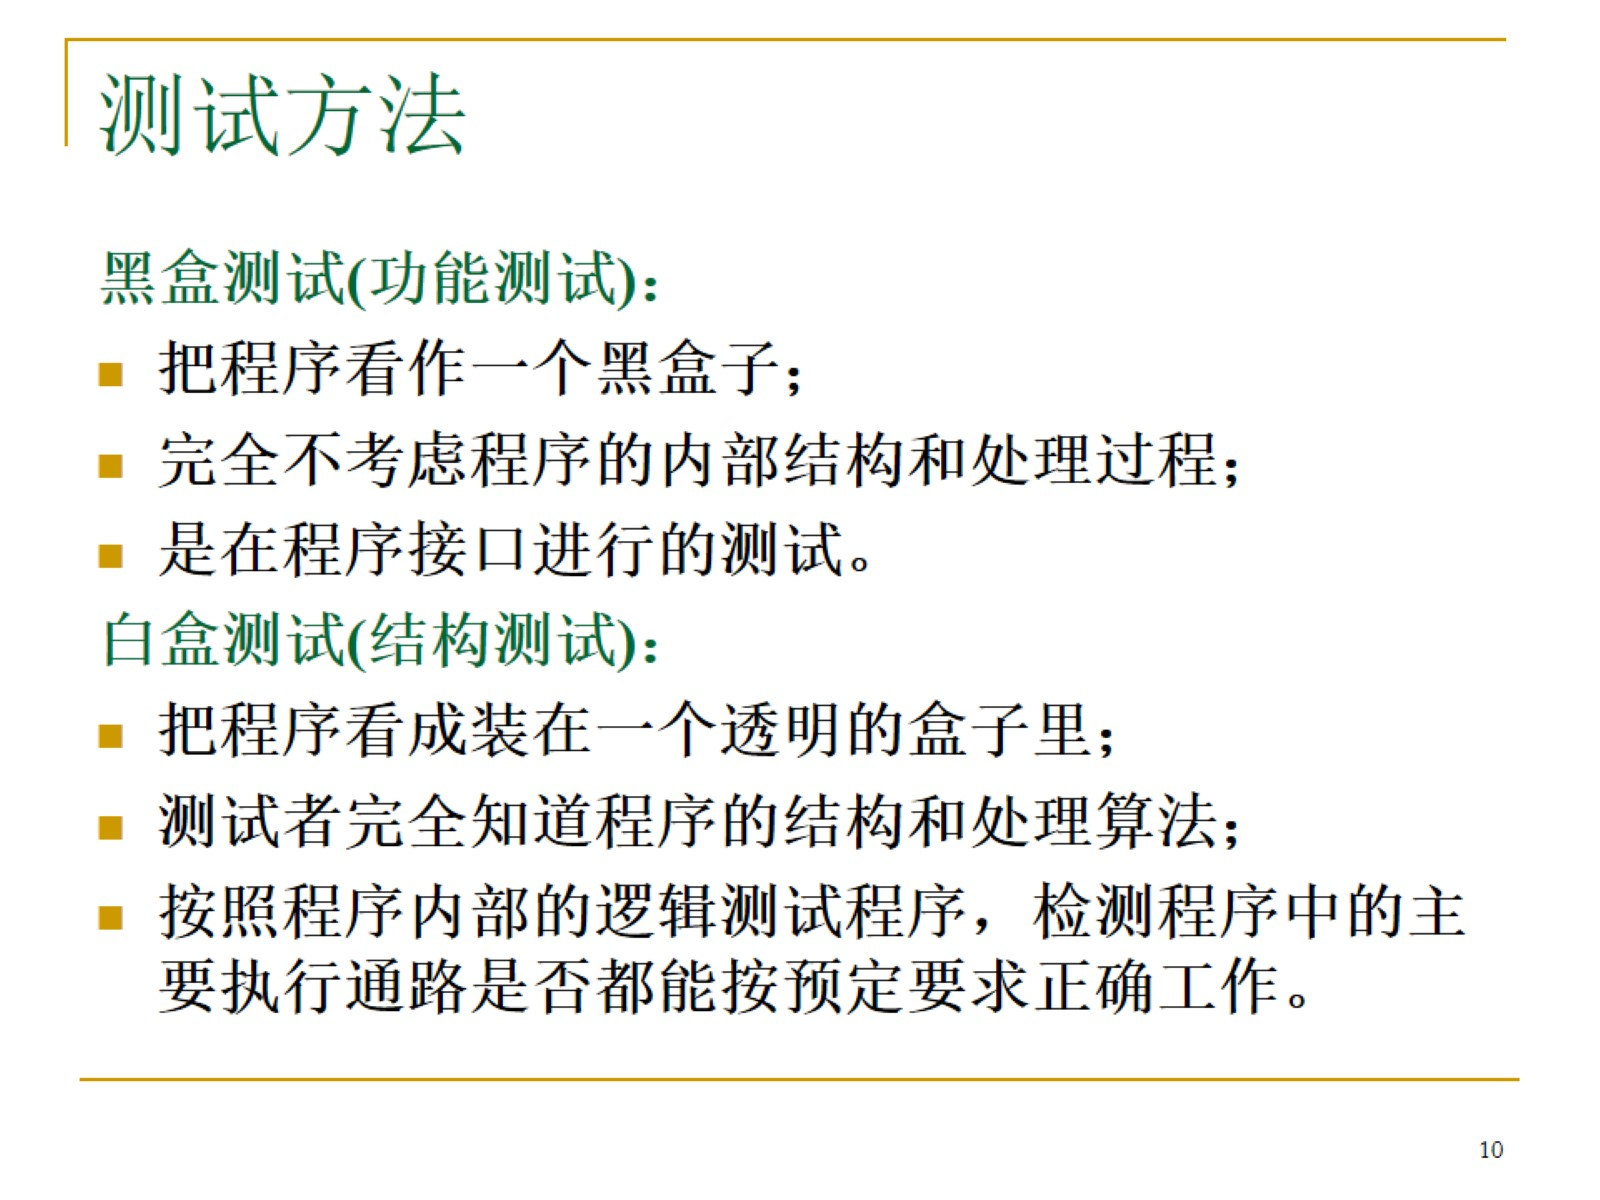 测试方法
黑盒测试(功能测试)：
把程序看作一个黑盒子；
完全不考虑程序的内部结构和处理过程；
是在程序接口进行的测试。
白盒测试(结构测试)：
把程序看成装在一个透明的盒子里；
测试者完全知道程序的结构和处理算法；
按照程序内部的逻辑测试程序，检测程序中的主
要执行通路是否都能按预定要求正确工作。
10